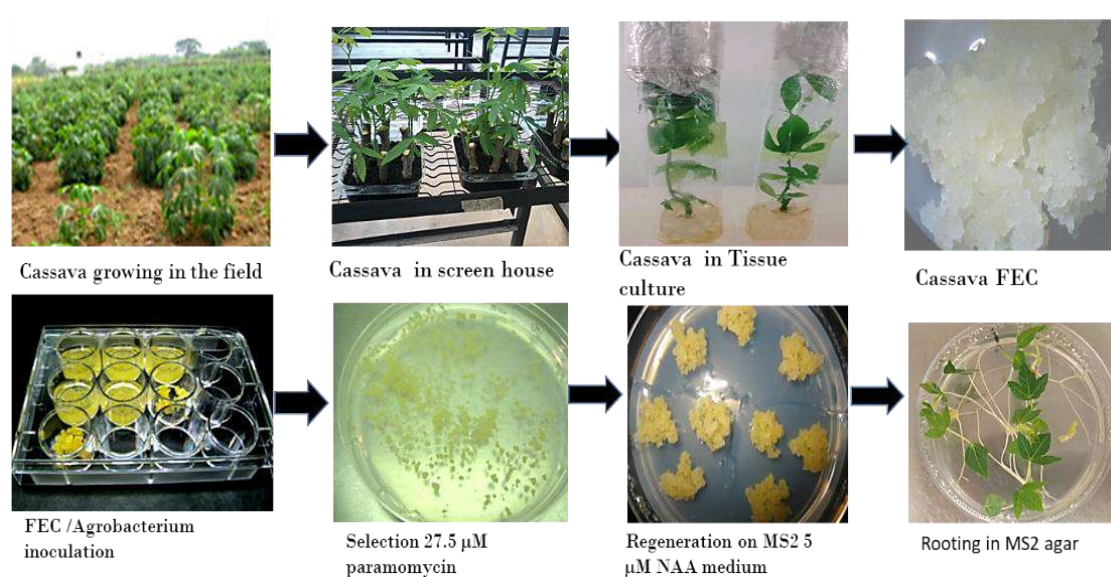 Cassava growing in the field
Cassava in screen house
Cassava in Tissue
culture
Cassava FEC
FEC /Agrobacterium
inoculation
Selection 27.5 µM
paramomycin
Regeneration on MS2 5
µM NAA medium
Rooting in MS2 agar